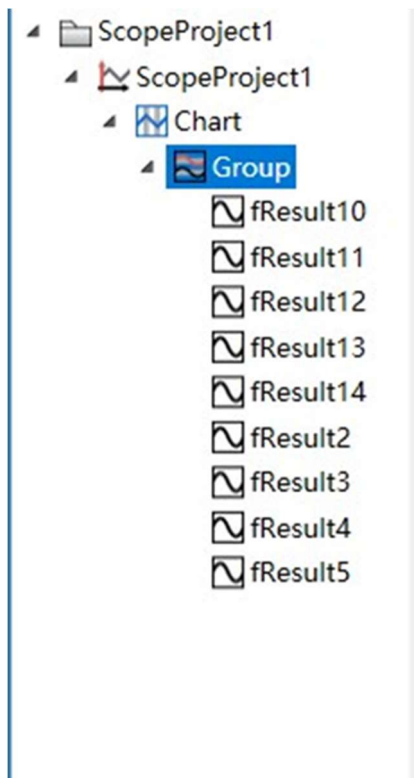 ScopeProject1
ScopeProject1
Chart
Group
fResult10
fResult11
fResult12
fResult13
fResult14
fResult2
fResult3
fResult4
fResult5